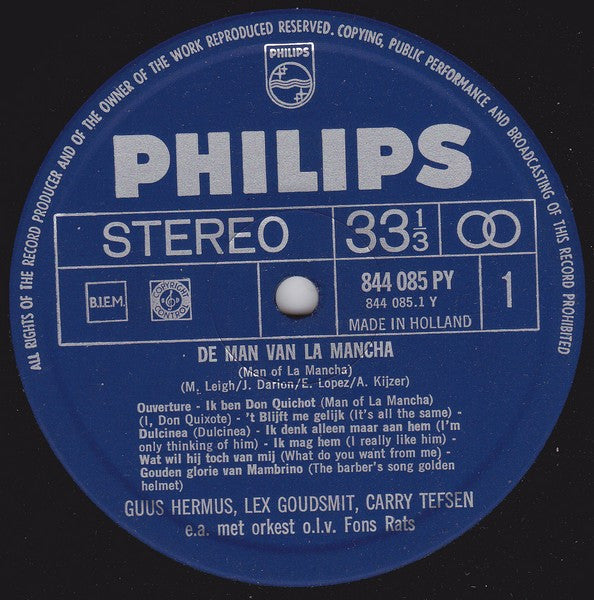 ALL RIGHTS OF THE RECORD PRODUCER AND OF THE OWNER OF THE WORK REPRODUCED RESERVED. COPYING, PUBLIC PERFORMANCE AND BROADCASTING OF THIS RECORD PROHIBITED
PHILIPS
PHILIPS
STEREO
33⅓
B.I.E.M.
COPYRIGHT
CONTROL
844 085 PY
844 085.1 Y
MADE IN HOLLAND
1
DE MAN VAN LA MANCHA
(Man of La Mancha)
(M. Leigh/J. Darion/E. Lopez/A. Kijzer)
Ouverture - Ik ben Don Quichot (Man of La Mancha)
(I, Don Quixote) - 't Blijft me gelijk (It's all the same) -
Dulcinea (Dulcinea) - Ik denk alleen maar aan hem (I'm
only thinking of him) - Ik mag hem (I really like him) -
Wat wil hij toch van mij (What do you want from me) -
Gouden glorie van Mambrino (The barber's song golden
helmet)
GUUS HERMUS, LEX GOUDSMIT, CARRY TEFSEN
e.a. met orkest o.l.v. Fons Rats